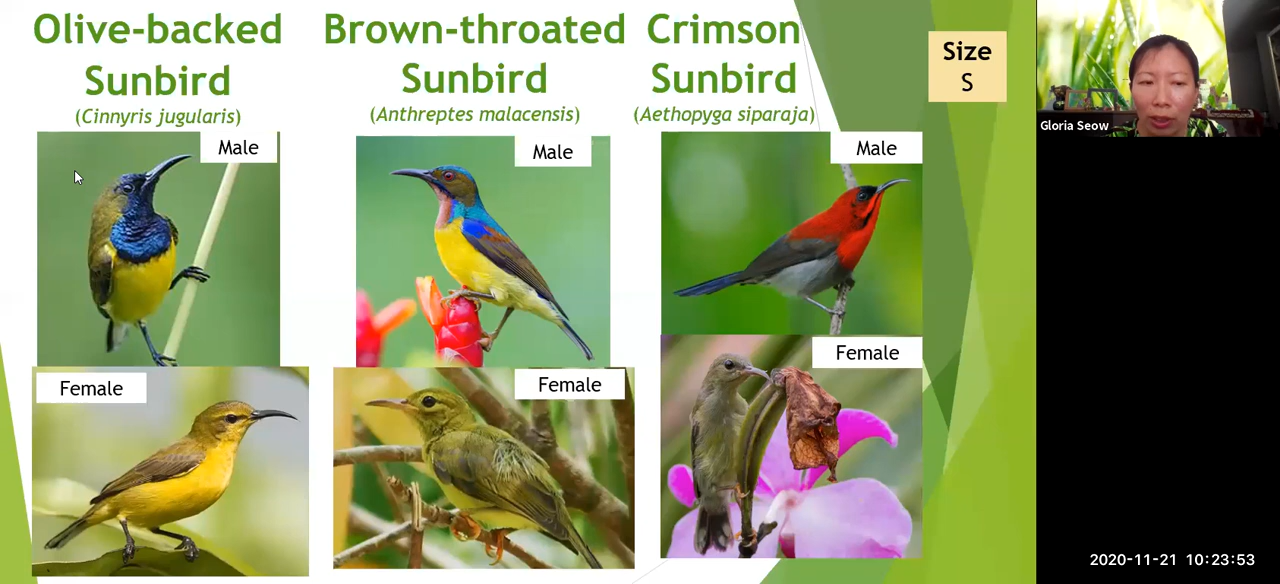 Olive-backed
Sunbird
(Cinnyris jugularis)
Male
Female
Brown-throated
Sunbird
(Anthreptes malacensis)
Male
Female
Crimson
Sunbird
(Aethopyga siparaja)
Male
Female
Size
S
Gloria Seow
2020-11-21 10:23:53